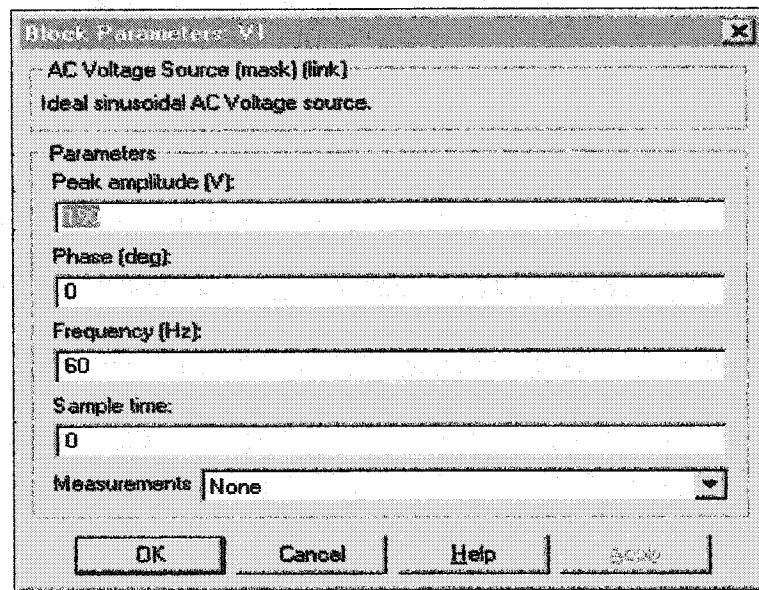 Block Parameters: V1
AC Voltage Source (mask) (link)
Ideal sinusoidal AC Voltage source.
Parameters
Peak amplitude (V):
Phase (deg):
0
Frequency (Hz):
60
Sample time:
0
Measurements None
OK Cancel Help Apply